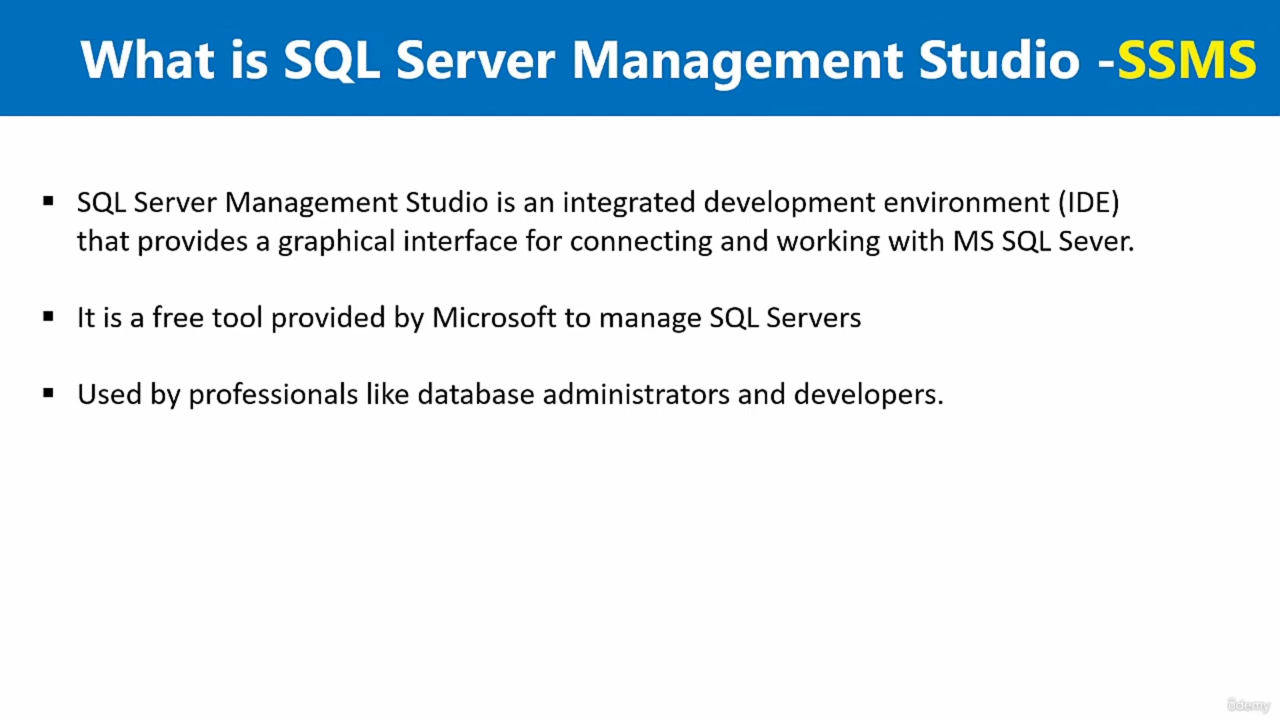 What is SQL Server Management Studio -SSMS
▪ SQL Server Management Studio is an integrated development environment (IDE)
that provides a graphical interface for connecting and working with MS SQL Sever.
▪ It is a free tool provided by Microsoft to manage SQL Servers
▪ Used by professionals like database administrators and developers.
ûdemy